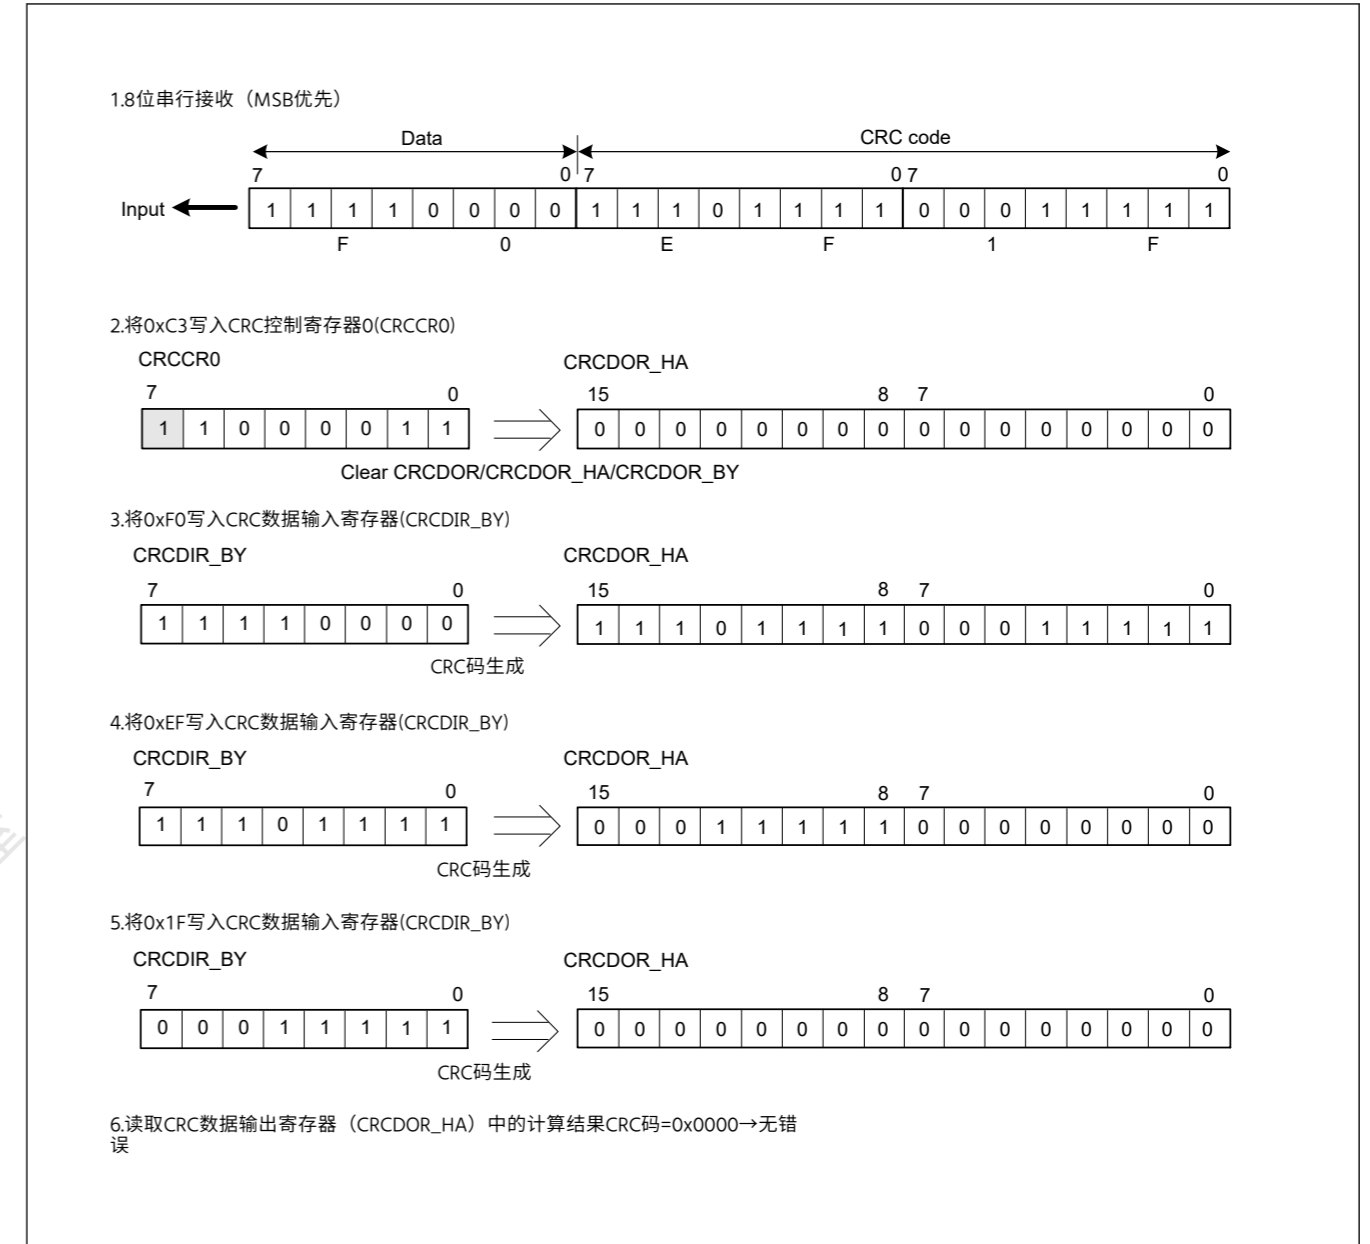 1.8位串行接收（MSB优先）
Data CRC code
7 0 7 0 7 0
Input 1 1 1 1 0 0 0 0 1 1 1 0 1 1 1 1 0 0 0 1 1 1 1 1
F 0 E F 1 F
2.将0xC3写入CRC控制寄存器0(CRCCR0)
CRCCR0 CRCDOR_HA
7 0 15 8 7 0
1 1 0 0 0 0 1 1 0 0 0 0 0 0 0 0 0 0 0 0 0 0 0 0
Clear CRCDOR/CRCDOR_HA/CRCDOR_BY
3.将0xF0写入CRC数据输入寄存器(CRCDIR_BY)
CRCDIR_BY CRCDOR_HA
7 0 15 8 7 0
1 1 1 1 0 0 0 0 1 1 1 0 1 1 1 1 0 0 0 1 1 1 1 1
CRC码生成
4.将0xEF写入CRC数据输入寄存器(CRCDIR_BY)
CRCDIR_BY CRCDOR_HA
7 0 15 8 7 0
1 1 1 0 1 1 1 1 0 0 0 1 1 1 1 1 0 0 0 0 0 0 0 0
CRC码生成
5.将0x1F写入CRC数据输入寄存器(CRCDIR_BY)
CRCDIR_BY CRCDOR_HA
7 0 15 8 7 0
0 0 0 1 1 1 1 1 0 0 0 0 0 0 0 0 0 0 0 0 0 0 0 0
CRC码生成
6.读取CRC数据输出寄存器（CRCDOR_HA）中的计算结果CRC码=0x0000→无错
误